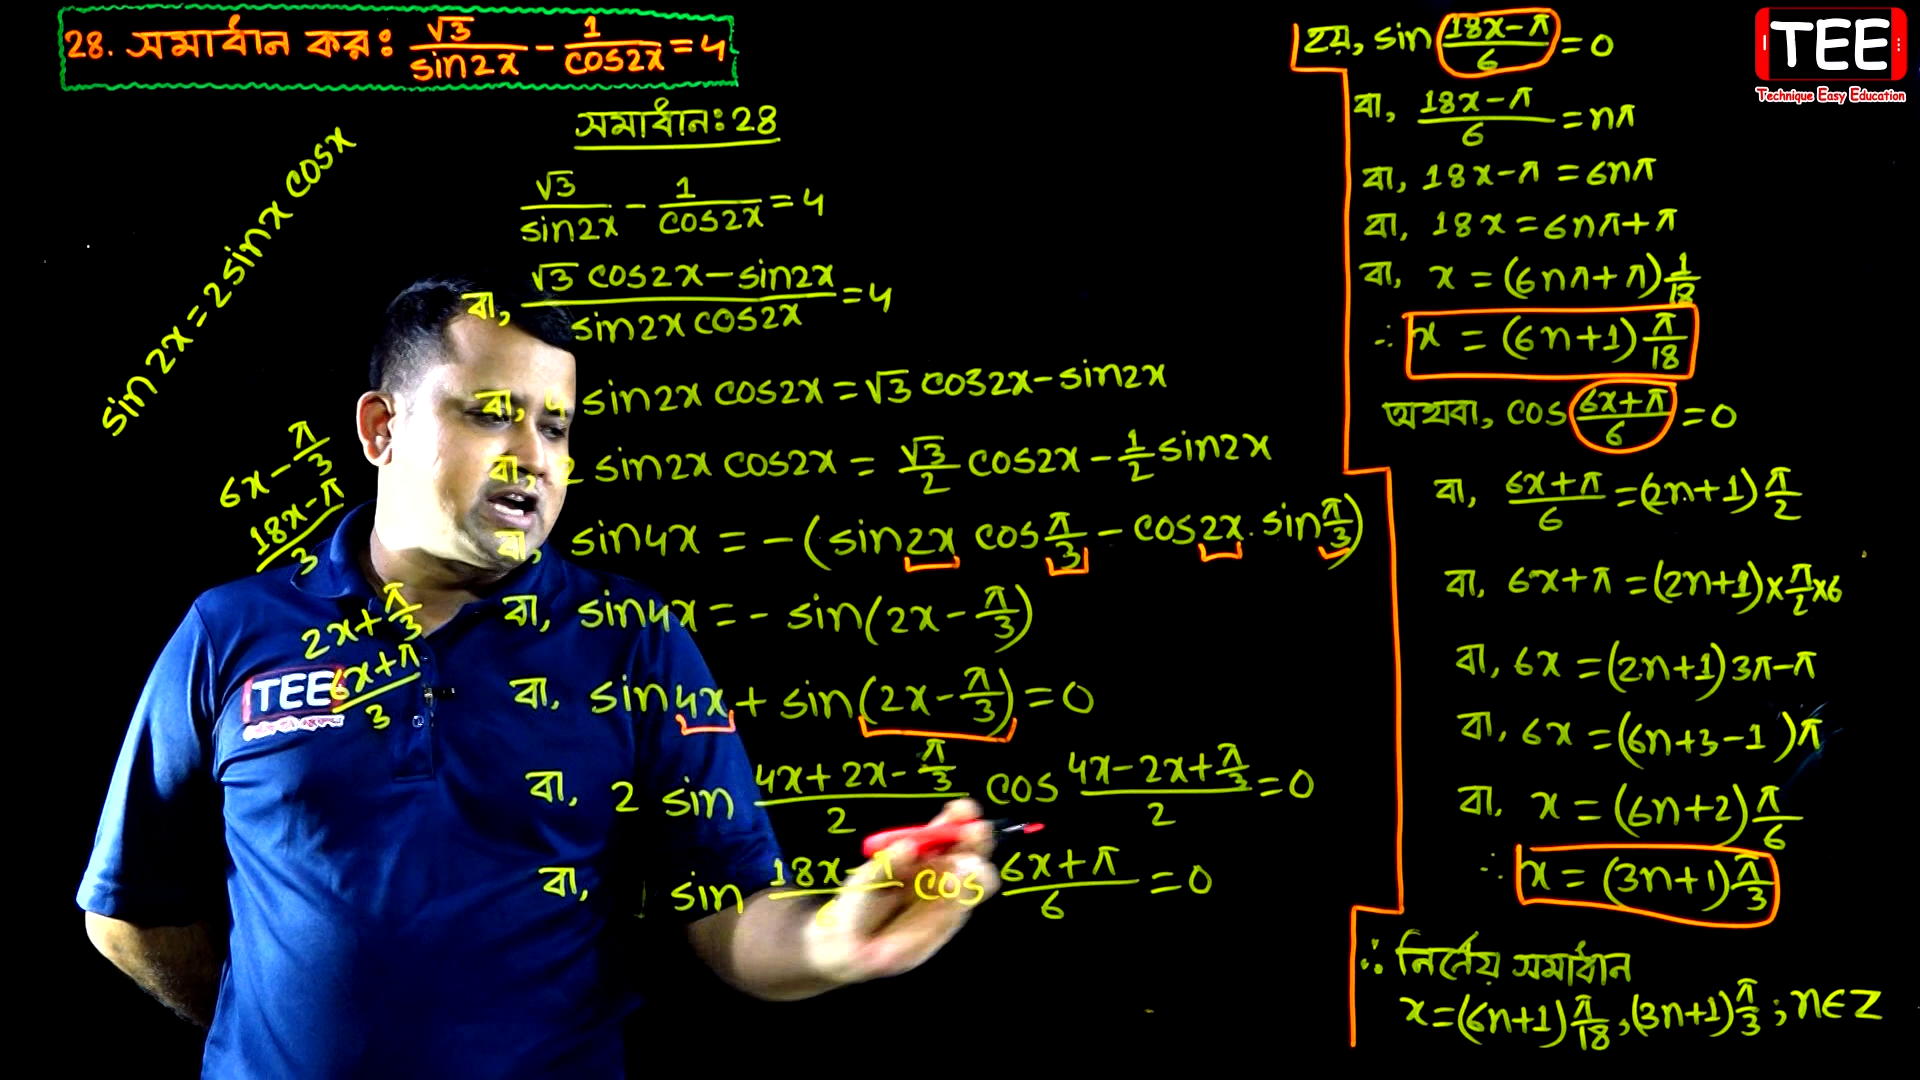 28. সমাধান করঃ √3/sin2x − 1/cos2x = 4
সমাধান: 28
√3/sin2x − 1/cos2x = 4
বা, (√3 cos2x − sin2x)/(sin2x cos2x) = 4
বা, 4 sin2x cos2x = √3 cos2x − sin2x
বা, 2 sin2x cos2x = √3/2 cos2x − 1/2 sin2x
বা, sin4x = −(sin2x cos π/3 − cos2x · sin π/3)
বা, sin4x = − sin(2x − π/3)
বা, sin4x + sin(2x − π/3) = 0
বা, 2 sin (4x+2x−π/3)/2 cos (4x−2x+π/3)/2 = 0
বা, sin (18x−π)/6 cos (6x+π)/6 = 0
sin2x = 2sinx cosx
6x − π/3
(18x−π)/3
2x + π/3
(6x+π)/3
TEE
হয়, sin (18x−π)/6 = 0
বা, (18x−π)/6 = nπ
বা, 18x−π = 6nπ
বা, 18x = 6nπ+π
বা, x = (6nπ+π) 1/18
∴ x = (6n+1) π/18
অথবা, cos (6x+π)/6 = 0
বা, (6x+π)/6 = (2n+1) π/2
বা, 6x+π = (2n+1)×π/2×6
বা, 6x = (2n+1)3π−π
বা, 6x = (6n+3−1)π
বা, x = (6n+2) π/6
∴ x = (3n+1) π/3
∴ নির্ণেয় সমাধান
x = (6n+1) π/18, (3n+1) π/3 ; n∈Z
TEE
Technique Easy Education